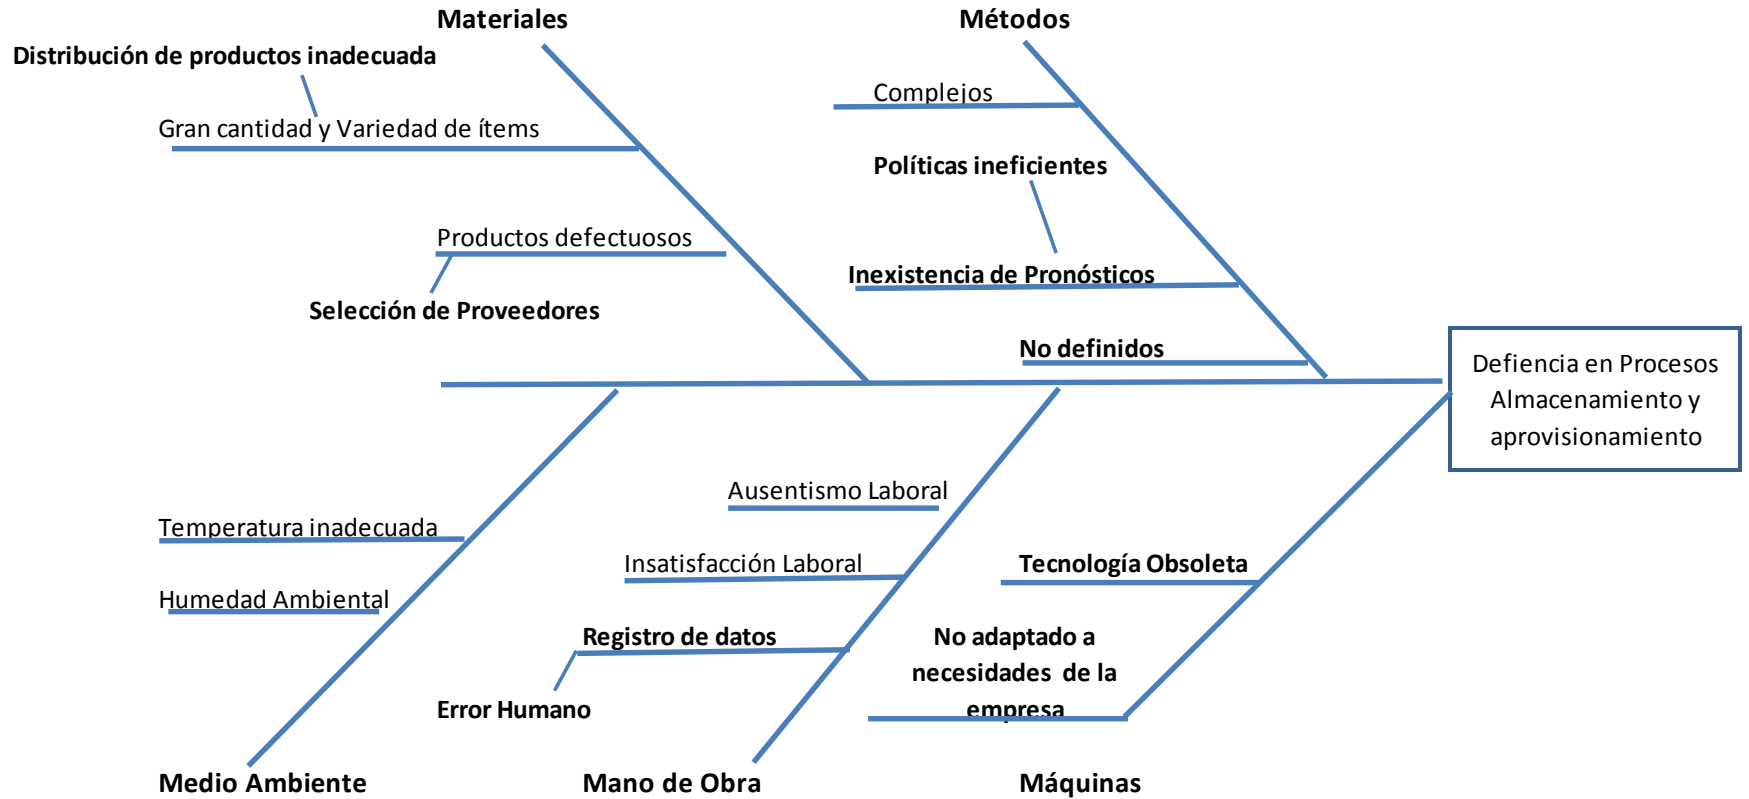 Materiales
Métodos
Distribución de productos inadecuada
Complejos
Gran cantidad y Variedad de ítems
Políticas ineficientes
Productos defectuosos
Inexistencia de Pronósticos
Selección de Proveedores
No definidos
Defiencia en Procesos
Almacenamiento y
aprovisionamiento
Ausentismo Laboral
Temperatura inadecuada
Insatisfacción Laboral
Tecnología Obsoleta
Humedad Ambiental
Registro de datos
No adaptado a
necesidades de la
empresa
Error Humano
Medio Ambiente
Mano de Obra
Máquinas